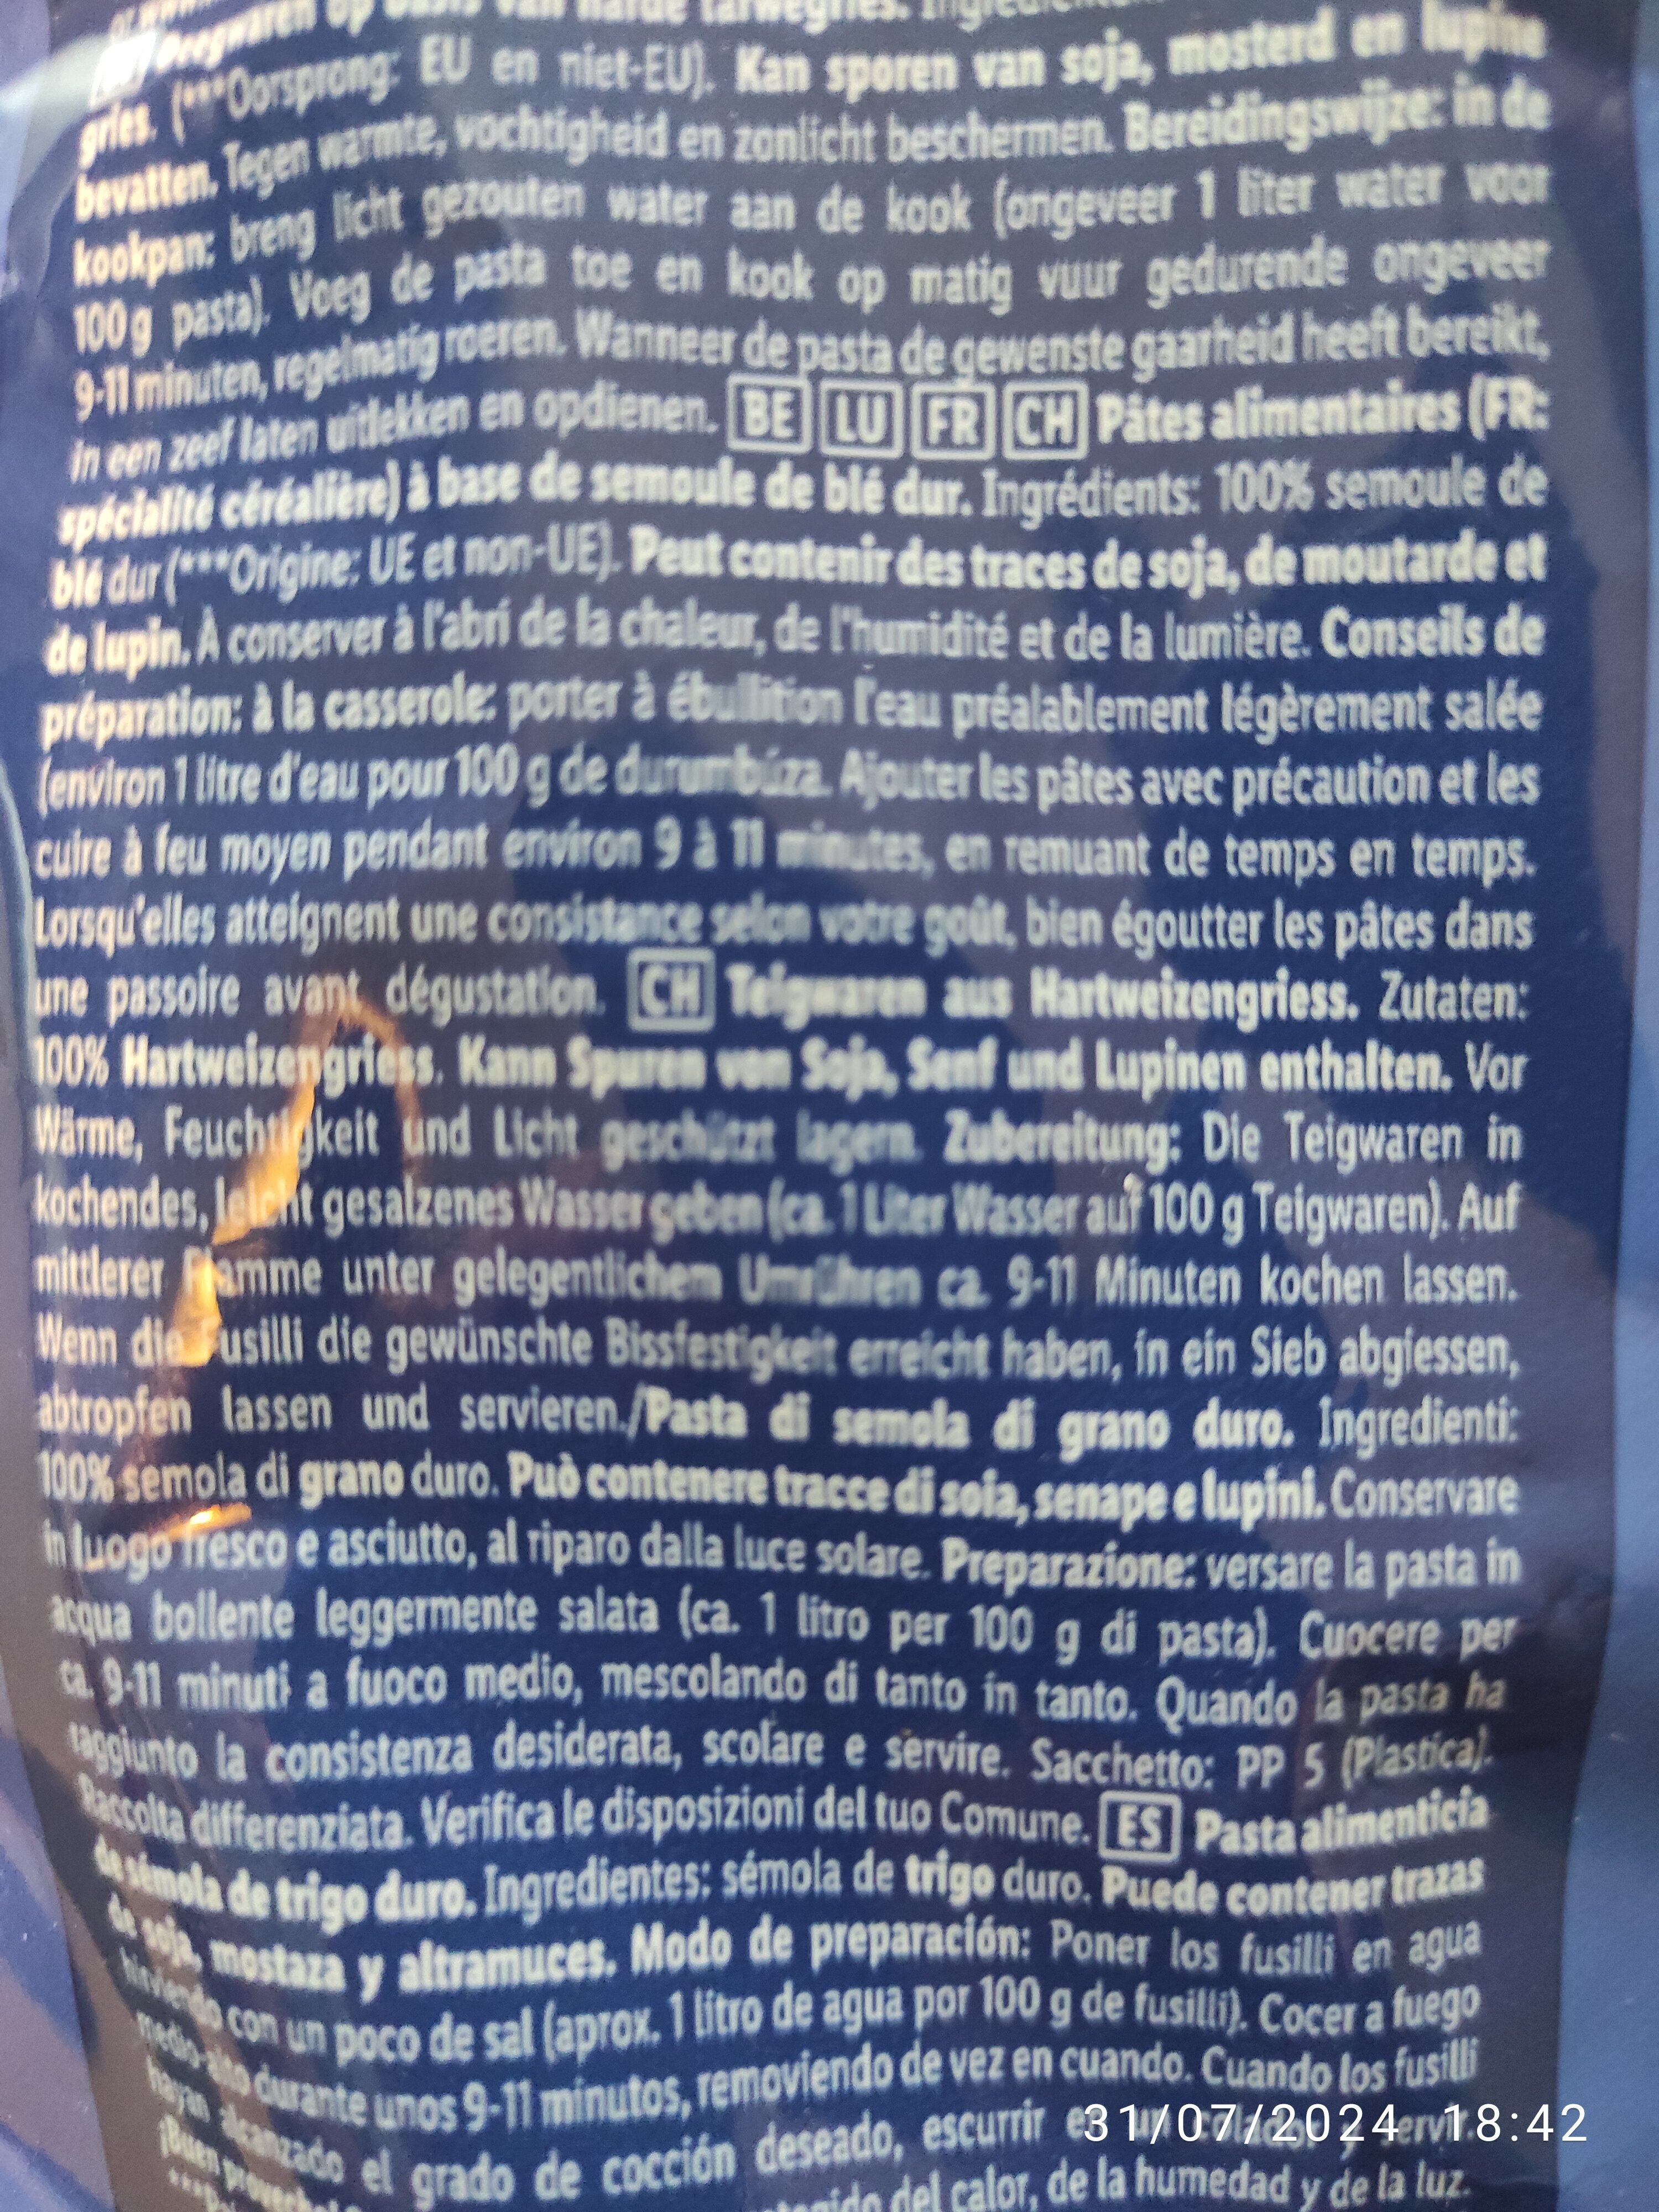 Deegwaren op basis van harde tarwegries.
gries. (***Oorsprong: EU en niet-EU). Kan sporen van soja, mosterd en lupine
bevatten. Tegen warmte, vochtigheid en zonlicht beschermen. Bereidingswijze: in de
kookpan: breng licht gezouten water aan de kook (ongeveer 1 liter water voor
100g pasta). Voeg de pasta toe en kook op matig vuur gedurende ongeveer
9-11 minuten, regelmatig roeren. Wanneer de pasta de gewenste gaarheid heeft bereikt,
in een zeef laten uitlekken en opdienen. BE LU FR CH Pâtes alimentaires (FR:
spécialité céréalière) à base de semoule de blé dur. Ingrédients: 100% semoule de
blé dur (***Origine: UE et non-UE). Peut contenir des traces de soja, de moutarde et
de lupin. À conserver à l'abri de la chaleur, de l'humidité et de la lumière. Conseils de
préparation: à la casserole: porter à ébullition l'eau préalablement légèrement salée
(environ 1 litre d'eau pour 100 g de durumbúza. Ajouter les pâtes avec précaution et les
cuire à feu moyen pendant environ 9 à 11 minutes, en remuant de temps en temps.
Lorsqu'elles atteignent une consistance selon votre goût, bien égoutter les pâtes dans
une passoire avant dégustation. CH Teigwaren aus Hartweizengriess. Zutaten:
100% Hartweizengriess. Kann Spuren von Soja, Senf und Lupinen enthalten. Vor
Wärme, Feuchtigkeit und Licht geschützt lagern. Zubereitung: Die Teigwaren in
kochendes, leicht gesalzenes Wasser geben (ca. 1 Liter Wasser auf 100 g Teigwaren). Auf
mittlerer Flamme unter gelegentlichem Umrühren ca. 9-11 Minuten kochen lassen.
Wenn die Fusilli die gewünschte Bissfestigkeit erreicht haben, in ein Sieb abgiessen,
abtropfen lassen und servieren./Pasta di semola di grano duro. Ingredienti:
100% semola di grano duro. Può contenere tracce di soia, senape e lupini. Conservare
in luogo fresco e asciutto, al riparo dalla luce solare. Preparazione: versare la pasta in
acqua bollente leggermente salata (ca. 1 litro per 100 g di pasta). Cuocere per
ca. 9-11 minuti a fuoco medio, mescolando di tanto in tanto. Quando la pasta ha
raggiunto la consistenza desiderata, scolare e servire. Sacchetto: PP 5 (Plastica).
Raccolta differenziata. Verifica le disposizioni del tuo Comune. ES Pasta alimenticia
de sémola de trigo duro. Ingredientes: sémola de trigo duro. Puede contener trazas
de soja, mostaza y altramuces. Modo de preparación: Poner los fusilli en agua
hirviendo con un poco de sal (aprox. 1 litro de agua por 100 g de fusilli). Cocer a fuego
medio-alto durante unos 9-11 minutos, removiendo de vez en cuando. Cuando los fusilli
hayan alcanzado el grado de cocción deseado, escurrir
31/07/2024 18:42
¡Buen provecho! del calor, de la humedad y de la luz.